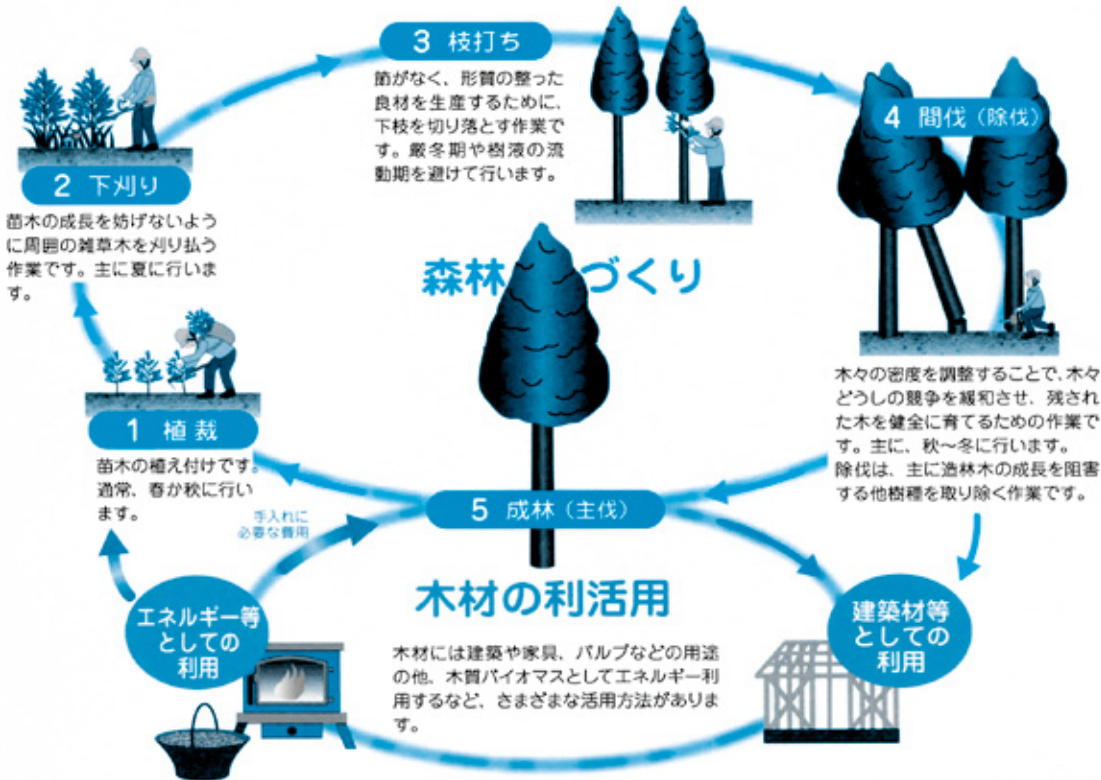 3 枝打ち
節がなく、形質の整った
良材を生産するために、
下枝を切り落とす作業で
す。厳冬期や樹液の流
動期を避けて行います。
4 間伐（除伐）
2 下刈り
苗木の成長を妨げないよう
に周囲の雑草木を刈り払う
作業です。主に夏に行いま
す。
森林づくり
木々の密度を調整することで、木々
どうしの競争を緩和させ、残され
た木を健全に育てるための作業で
す。主に、秋〜冬に行います。
除伐は、主に造林木の成長を阻害
する他樹種を取り除く作業です。
1 植裁
苗木の植え付けです。
通常、春か秋に行い
ます。
手入れに
必要な費用
5 成林（主伐）
木材の利活用
エネルギー等
としての
利用
建築材等
としての
利用
木材には建築や家具、パルプなどの用途
の他、木質バイオマスとしてエネルギー利
用するなど、さまざまな活用方法がありま
す。